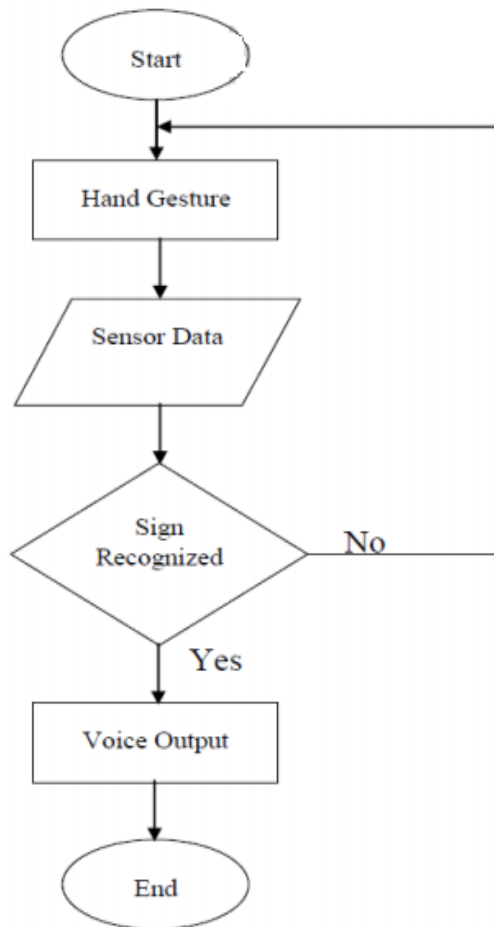 Start
Hand Gesture
Sensor Data
Sign
Recognized
No
Yes
Voice Output
End